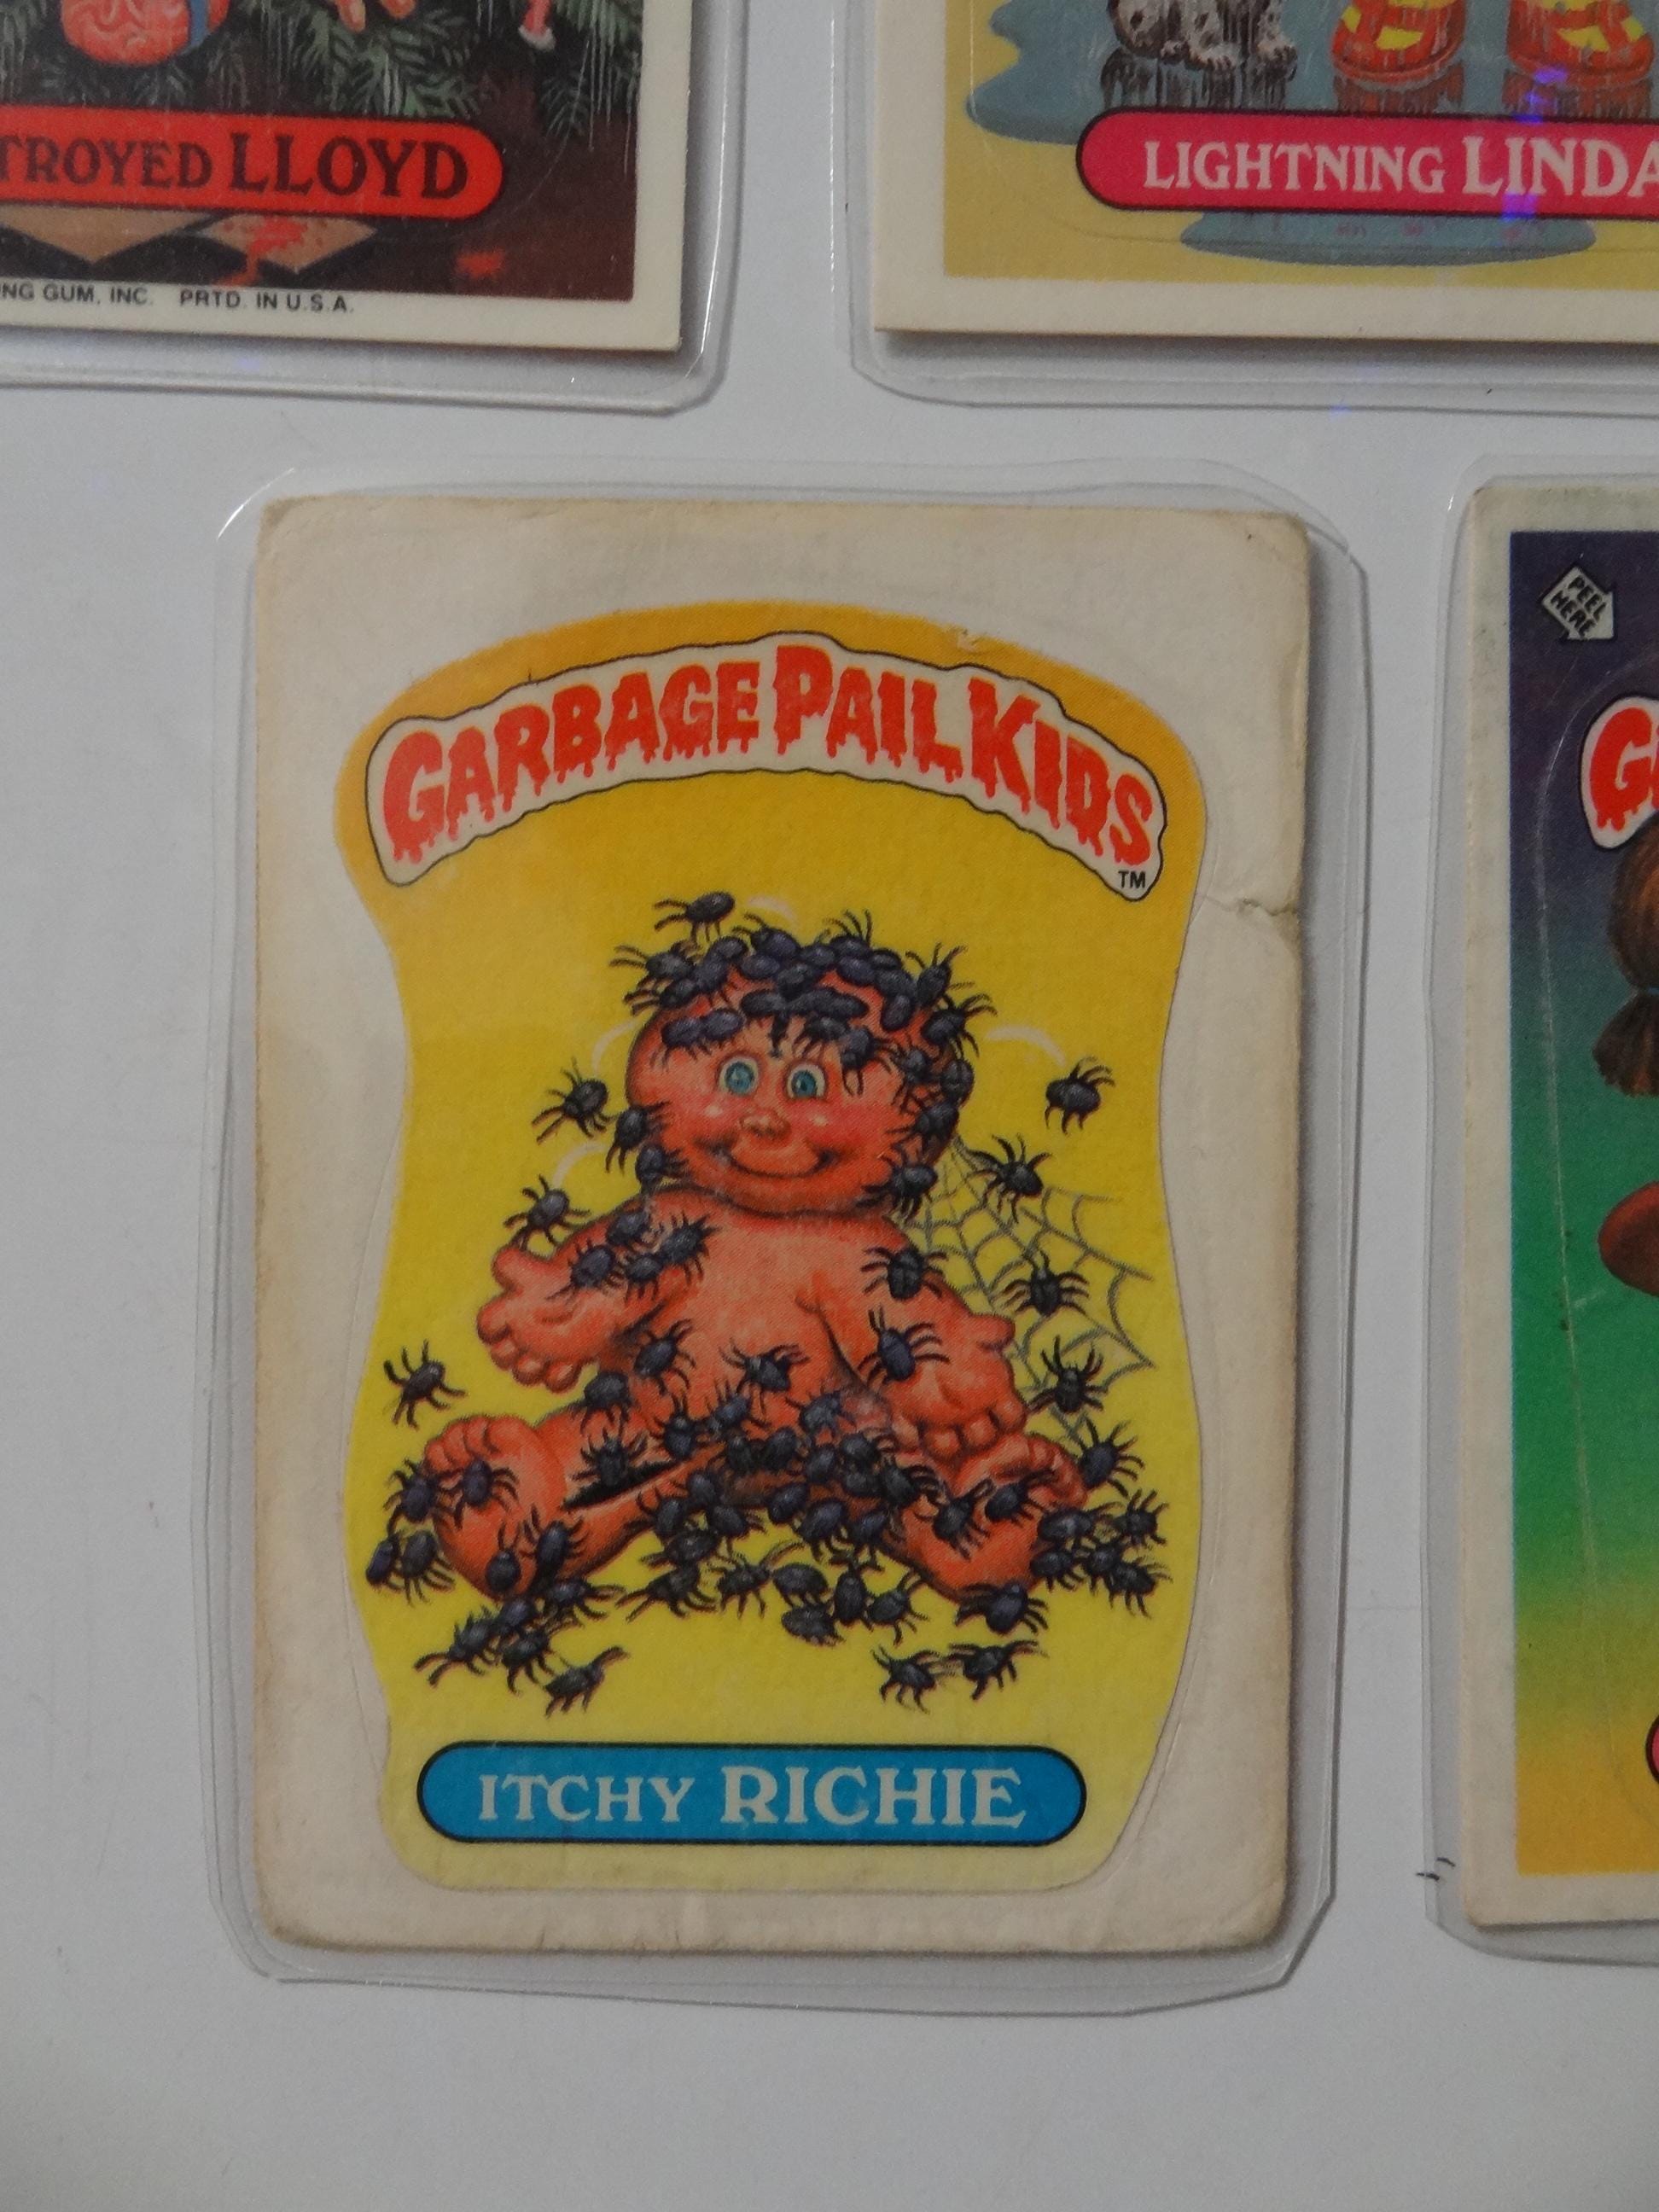 TROYED LLOYD
NG GUM, INC. PRTD. IN U.S.A.
LIGHTNING LINDA
GARBAGE PAIL KIDS
TM
ITCHY RICHIE
PEEL
HERE
G